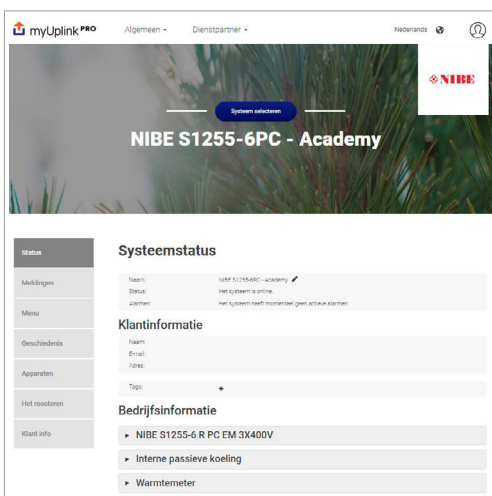 myUplink PRO
Algemeen
Dienstpartner
Nederlands
NIBE
Systeem selecteren
NIBE S1255-6PC - Academy
Status
Meldingen
Menu
Geschiedenis
Apparaten
Het roosteren
Klant info
Systeemstatus
Naam: NIBE S1255-6PC - Academy
Status: Het systeem is online.
Alarmen: Het systeem heeft momenteel geen actieve alarmen.
Klantinformatie
Naam:
E-mail:
Adres:
Tags: +
Bedrijfsinformatie
NIBE S1255-6 R PC EM 3X400V
Interne passieve koeling
Warmtemeter